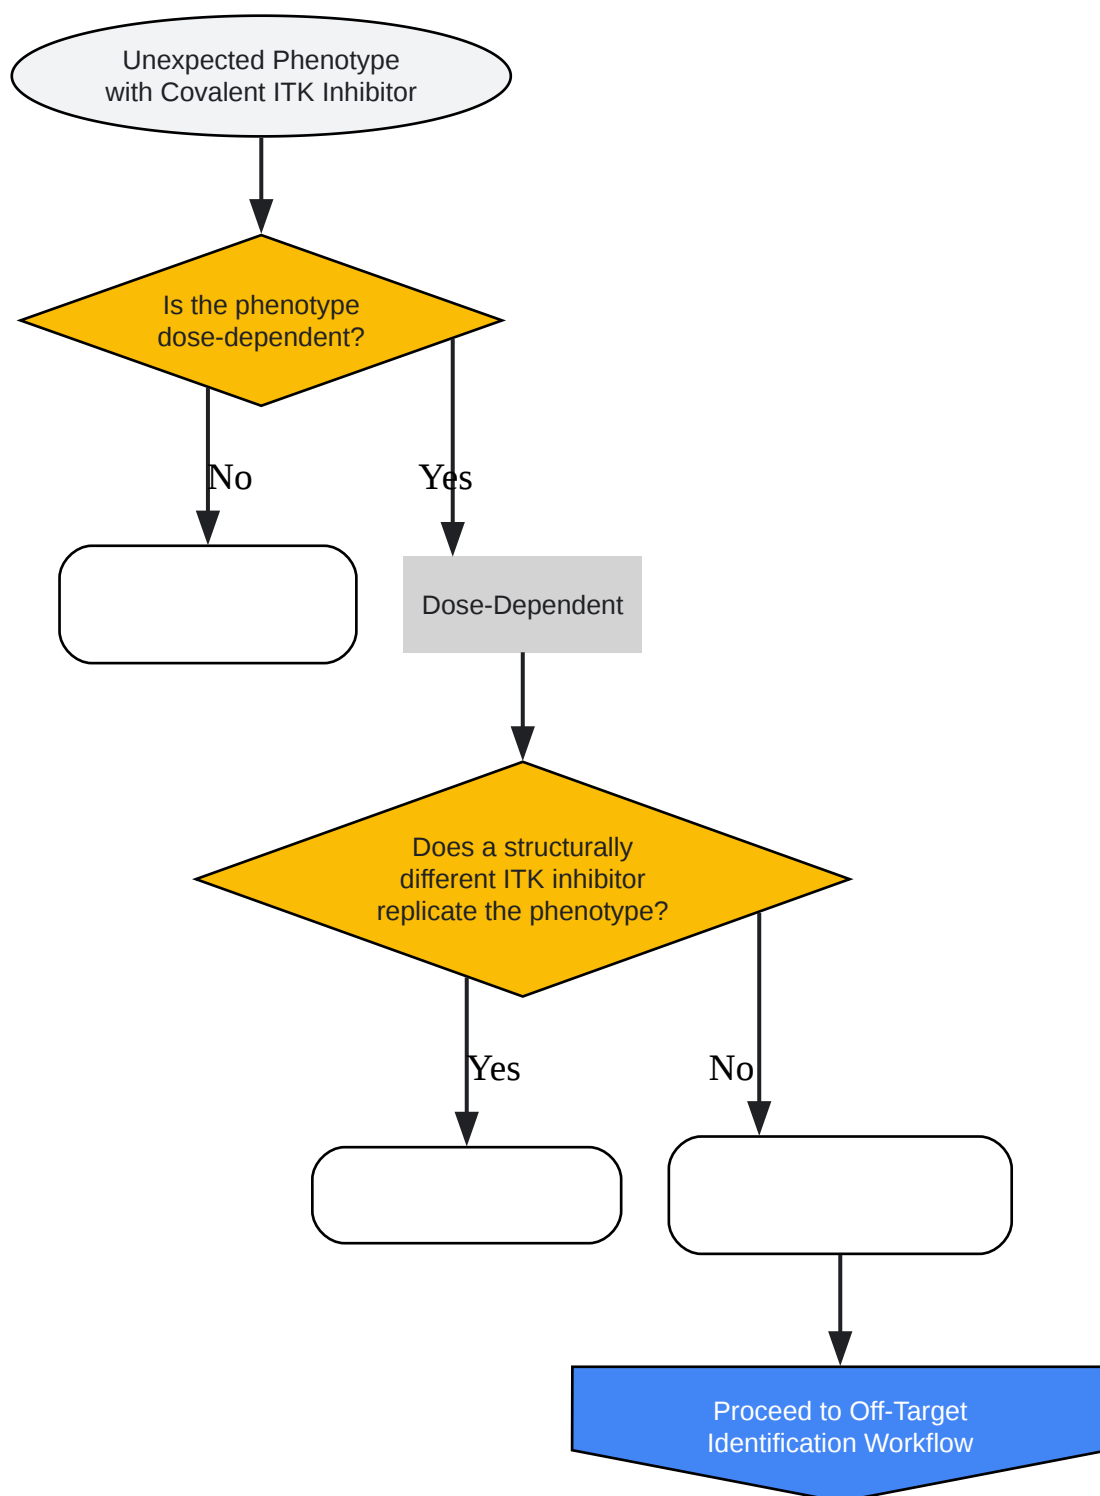 Unexpected Phenotype
with Covalent ITK Inhibitor
Is the phenotype
dose-dependent?
No
Yes
Dose-Dependent
Does a structurally
different ITK inhibitor
replicate the phenotype?
Yes
No
Proceed to Off-Target
Identification Workflow